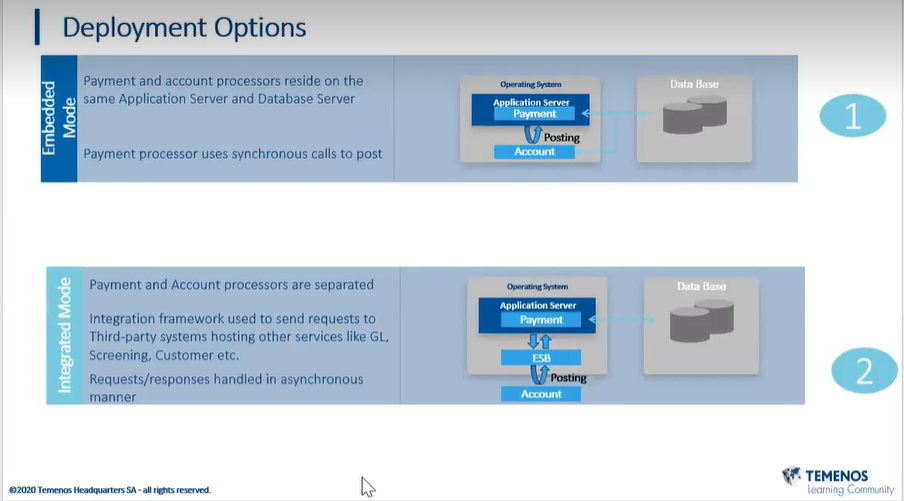 Deployment Options
Embedded
Mode
Payment and account processors reside on the
same Application Server and Database Server
Payment processor uses synchronous calls to post
Operating System
Application Server
Payment
Posting
Account
Data Base
1
Integrated Mode
Payment and Account processors are separated
Integration framework used to send requests to
Third-party systems hosting other services like GL,
Screening, Customer etc.
Requests/responses handled in asynchronous
manner
Operating System
Application Server
Payment
ESB
Posting
Account
Data Base
2
©2020 Temenos Headquarters SA - all rights reserved.
TEMENOS
Learning Community